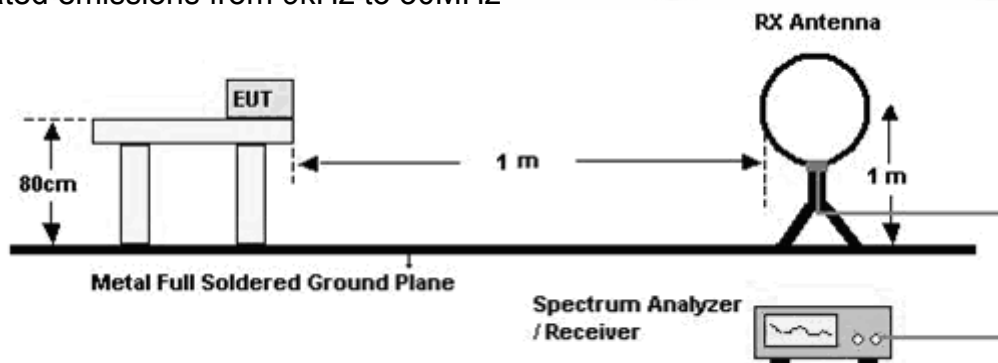 emissions from 9kHz to 30MHz
RX Antenna
EUT
1 m
80cm
1 m
Metal Full Soldered Ground Plane
Spectrum Analyzer
/ Receiver